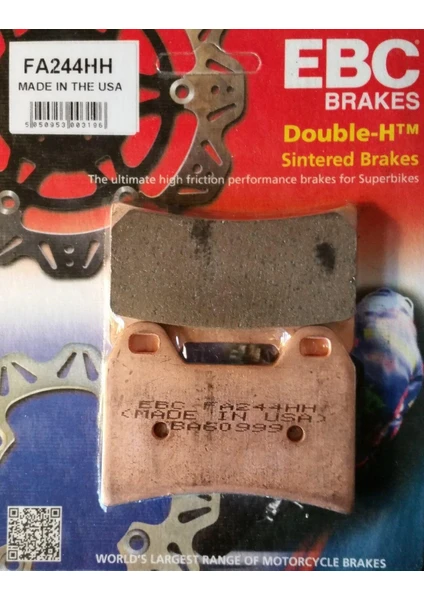 FA244HH
MADE IN THE USA
5 050953 003196
EBC
BRAKES
Double-H™
Sintered Brakes
The ultimate high friction performance brakes for Superbikes
EBC FA244HH
(MADE IN USA)
BA60999
WORLD'S LARGEST RANGE OF MOTORCYCLE BRAKES